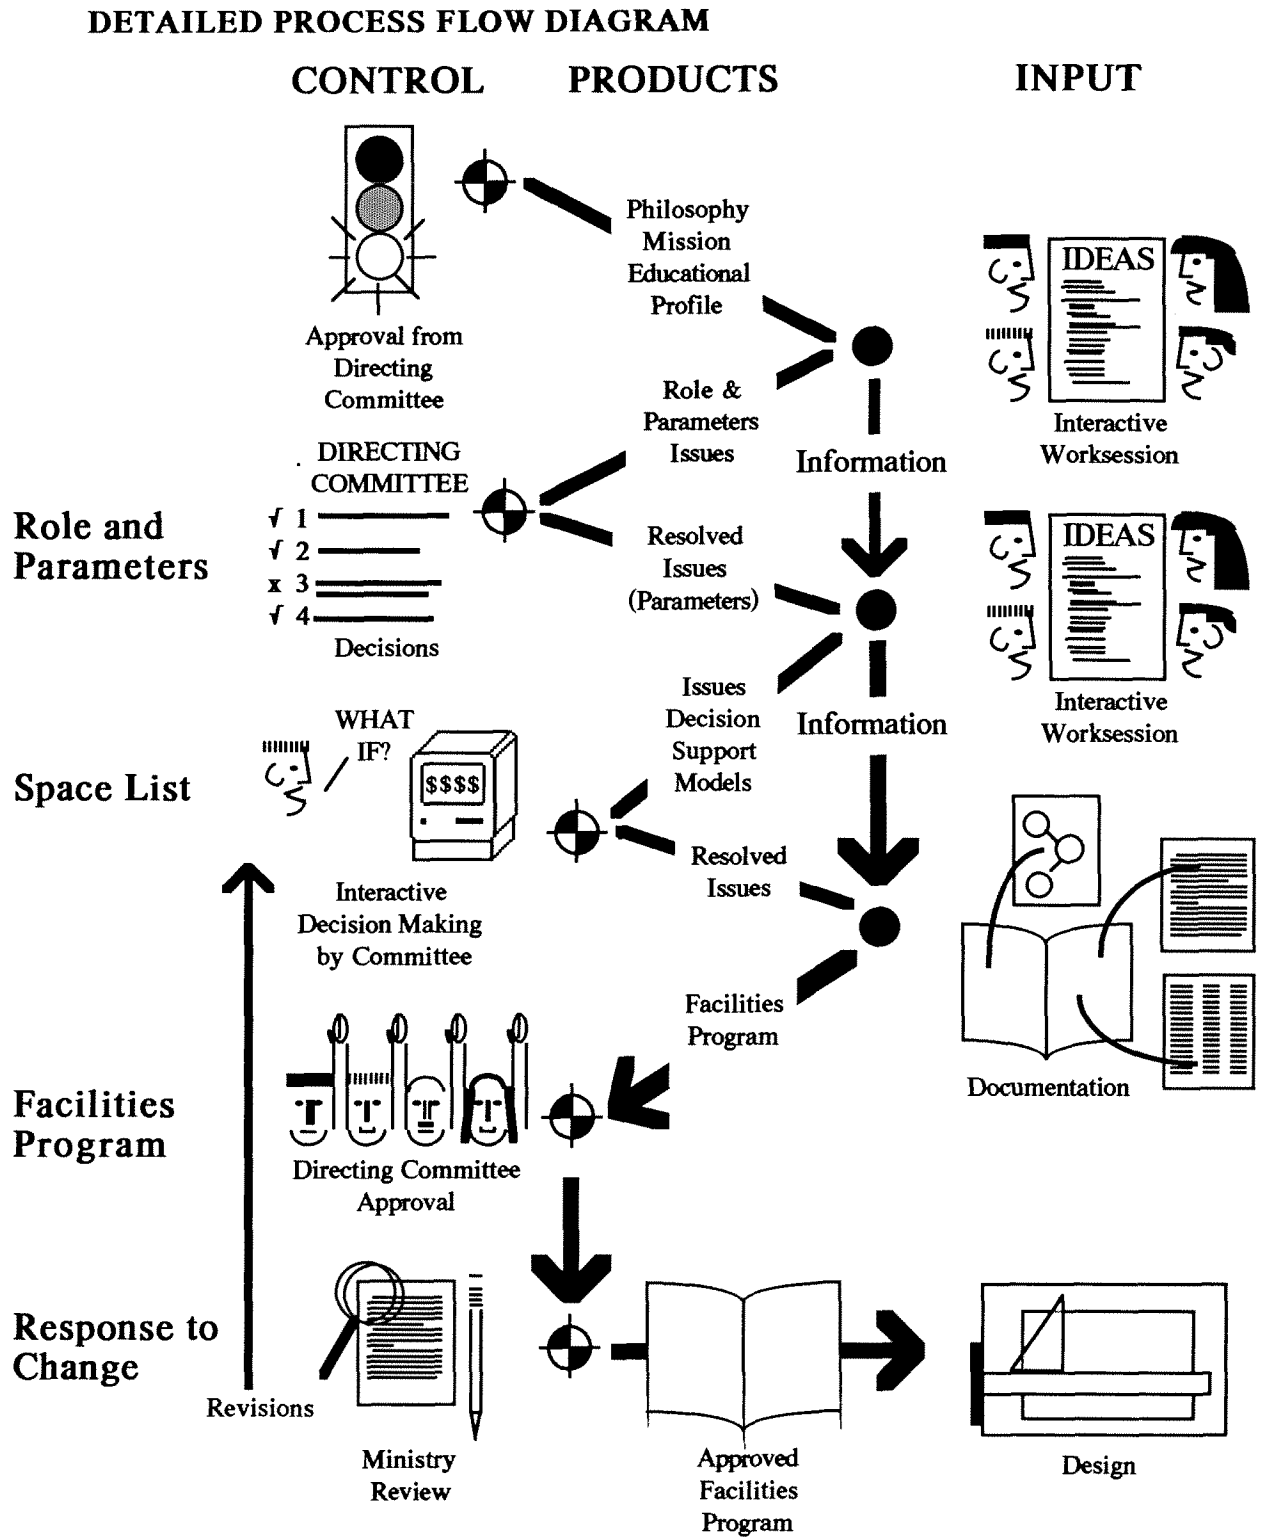 DETAILED PROCESS FLOW DIAGRAM
CONTROL
PRODUCTS
INPUT
Approval from
Directing
Committee
Philosophy
Mission
Educational
Profile
IDEAS
Interactive
Worksession
Role &
Parameters
Issues
Information
Role and
Parameters
DIRECTING
COMMITTEE
√ 1
√ 2
x 3
√ 4
Decisions
Resolved
Issues
(Parameters)
IDEAS
Interactive
Worksession
Issues
Decision
Support
Models
Information
Space List
WHAT
IF?
$$$$
Interactive
Decision Making
by Committee
Resolved
Issues
Facilities
Program
Documentation
Facilities
Program
Directing Committee
Approval
Response to
Change
Revisions
Ministry
Review
Approved
Facilities
Program
Design